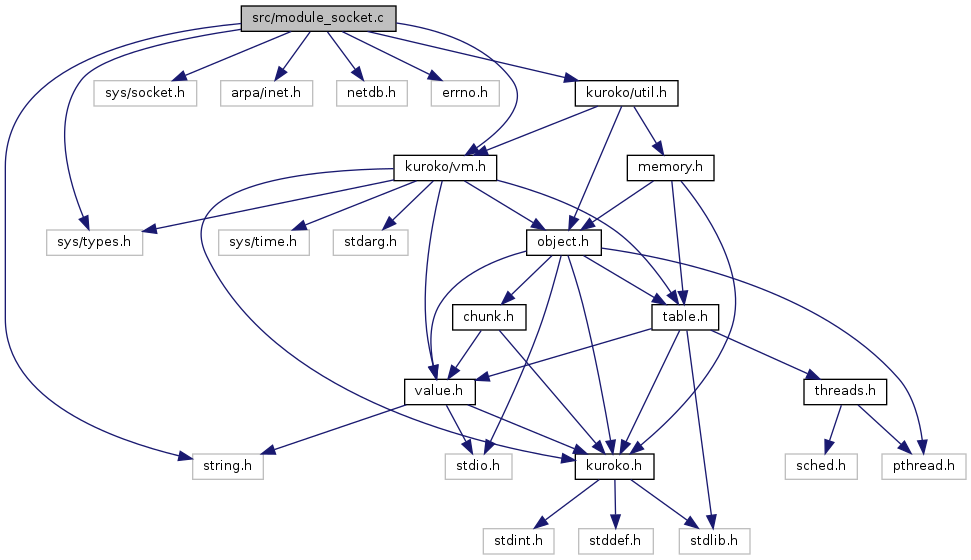 src/module_socket.c
sys/socket.h
arpa/inet.h
netdb.h
errno.h
kuroko/util.h
kuroko/vm.h
memory.h
sys/types.h
sys/time.h
stdarg.h
object.h
chunk.h
table.h
value.h
threads.h
string.h
stdio.h
kuroko.h
sched.h
pthread.h
stdint.h
stddef.h
stdlib.h